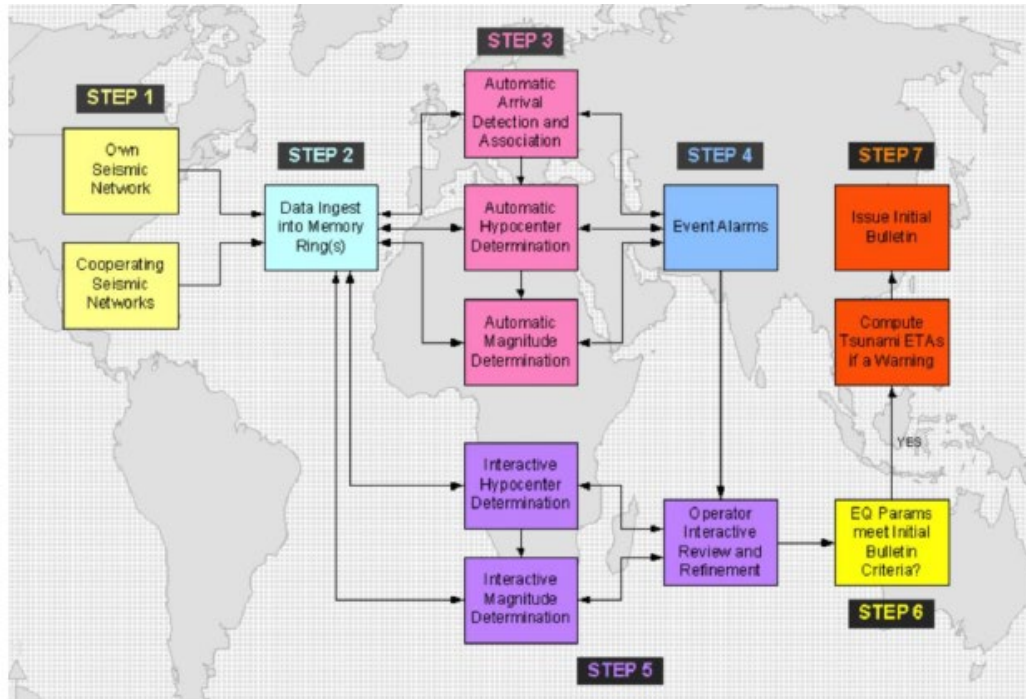 STEP 1
Own
Seismic
Network
Cooperating
Seismic
Networks
STEP 2
Data Ingest
into Memory
Ring(s)
STEP 3
Automatic
Arrival
Detection and
Association
Automatic
Hypocenter
Determination
Automatic
Magnitude
Determination
STEP 4
Event Alarms
Interactive
Hypocenter
Determination
Interactive
Magnitude
Determination
Operator
Interactive
Review and
Refinement
STEP 5
EQ Params
meet Initial
Bulletin
Criteria?
STEP 6
YES
STEP 7
Issue Initial
Bulletin
Compute
Tsunami ETAs
if a Warning